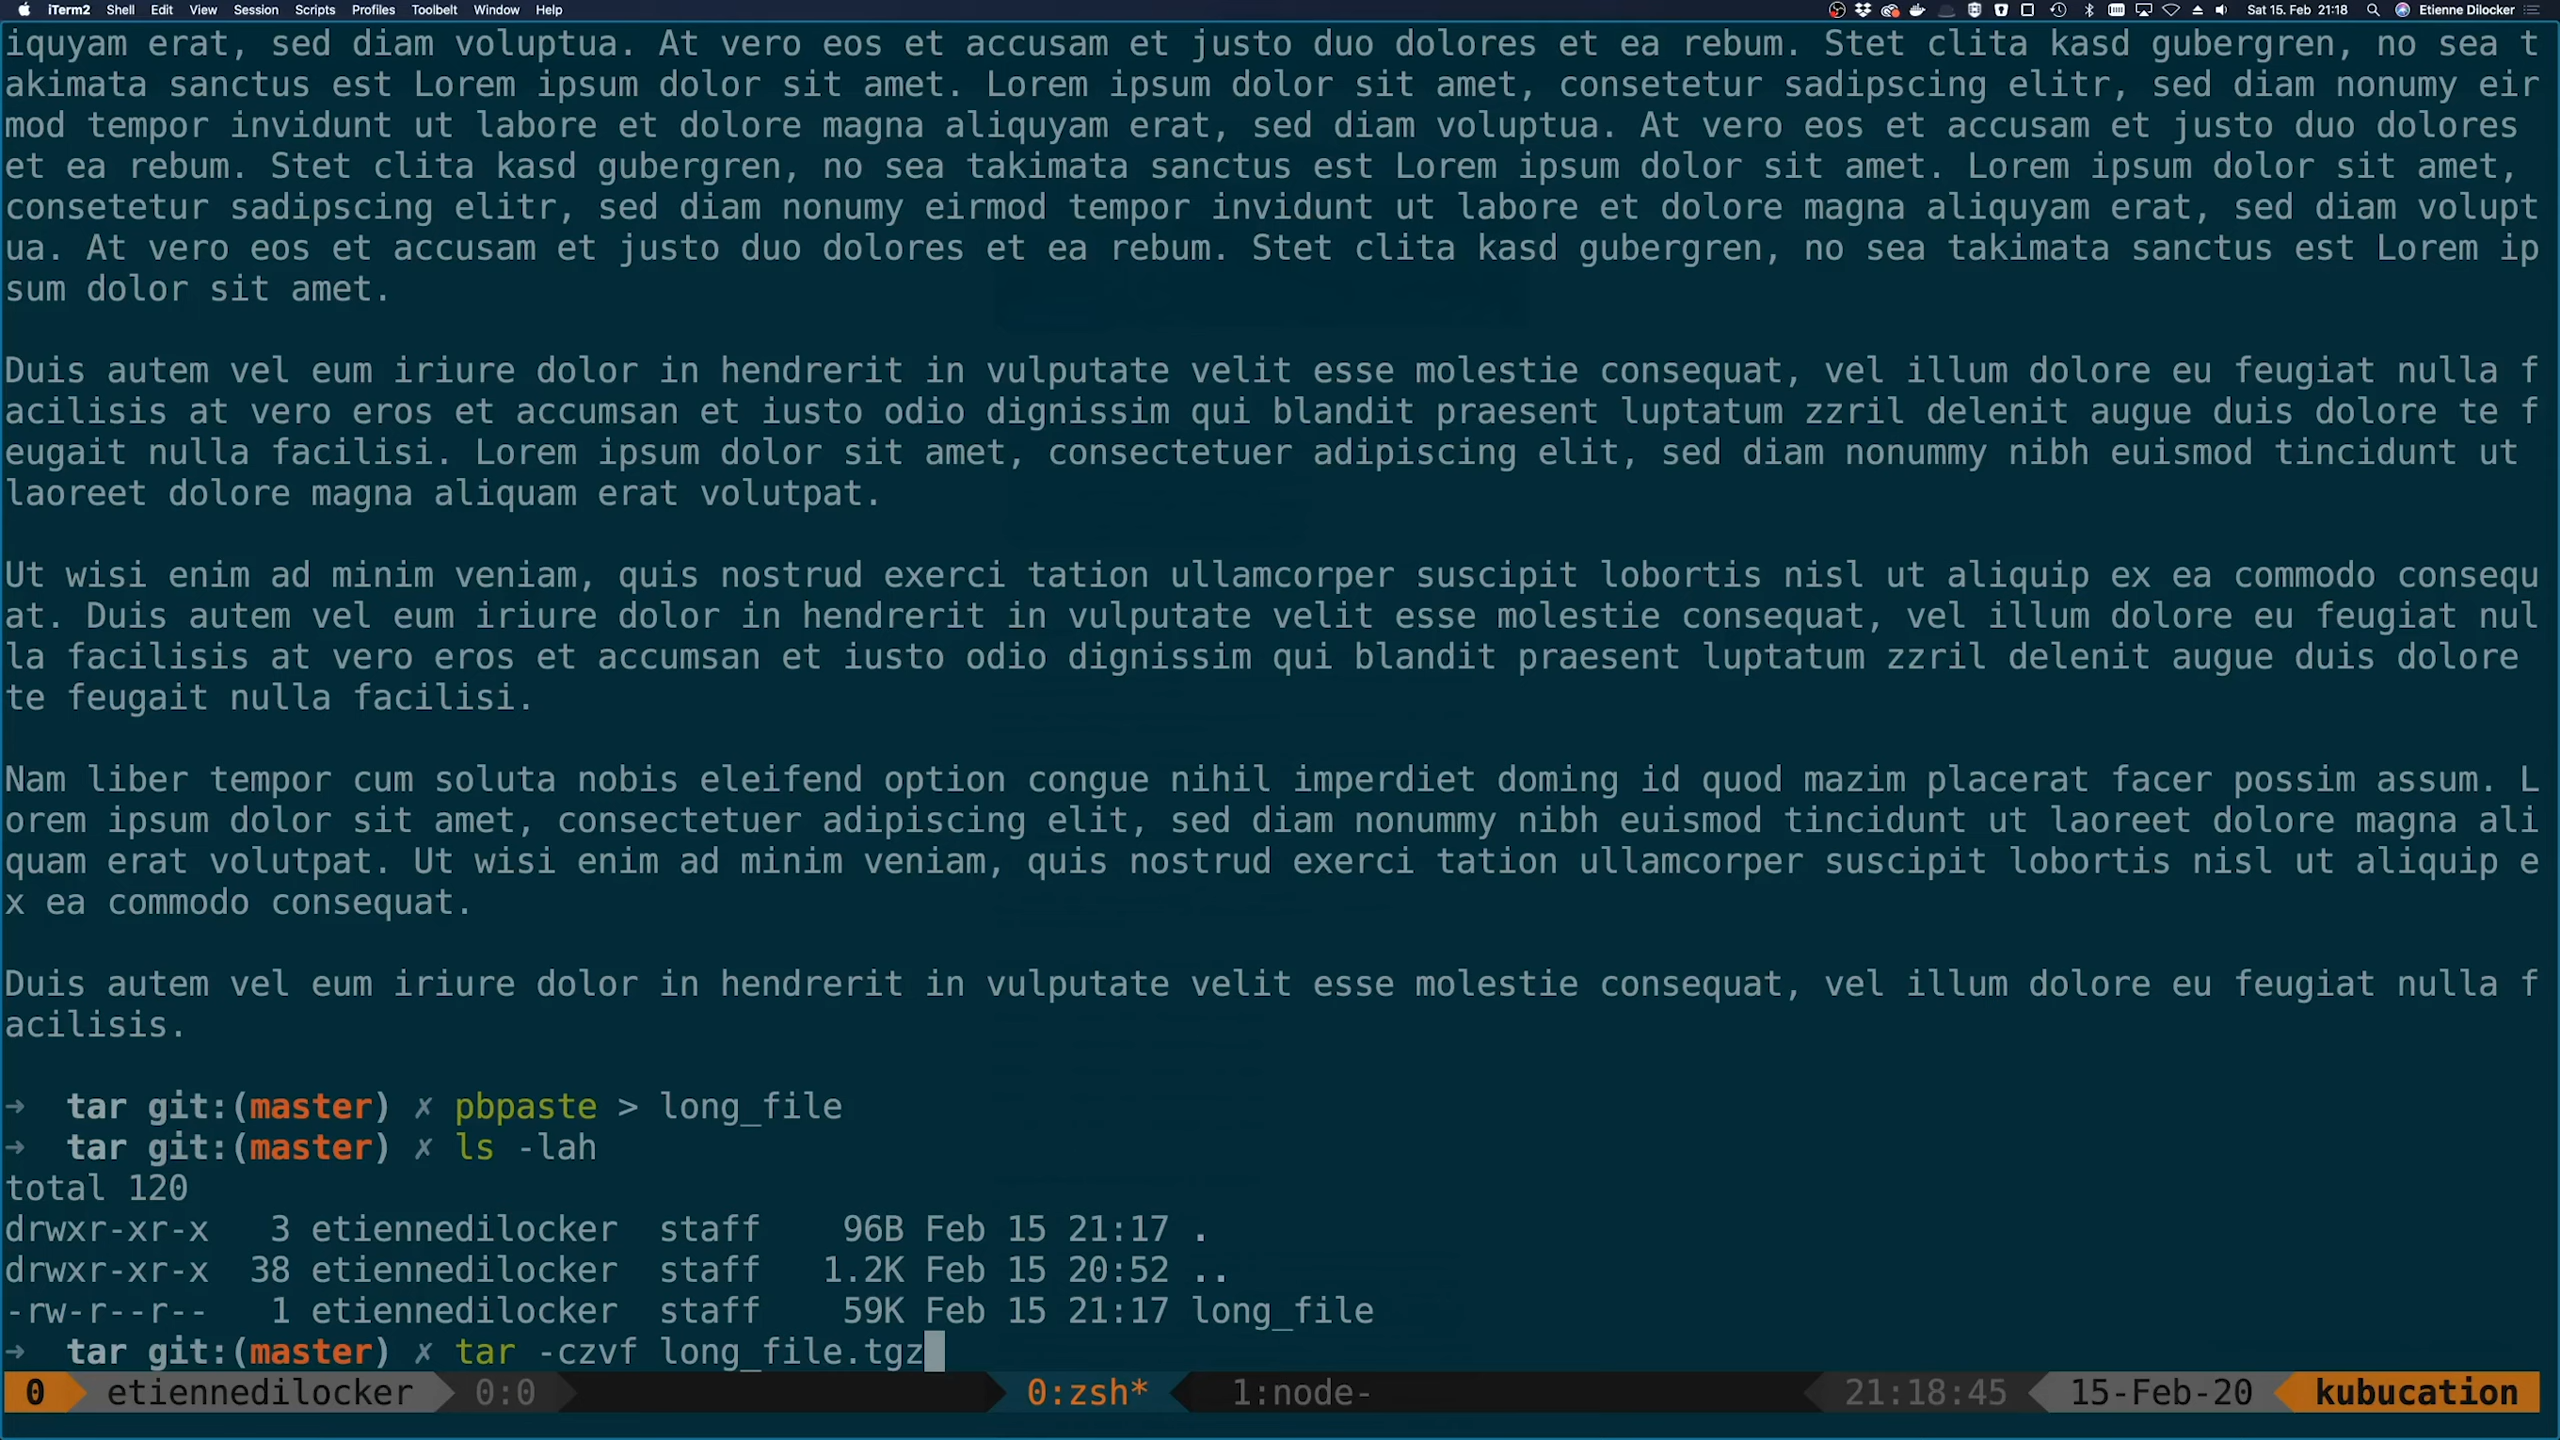 iTerm2 Shell Edit View Session Scripts Profiles Toolbelt Window Help Sat 15. Feb 21:18 Etienne Dilocker
iquyam erat, sed diam voluptua. At vero eos et accusam et justo duo dolores et ea rebum. Stet clita kasd gubergren, no sea t
akimata sanctus est Lorem ipsum dolor sit amet. Lorem ipsum dolor sit amet, consetetur sadipscing elitr, sed diam nonumy eir
mod tempor invidunt ut labore et dolore magna aliquyam erat, sed diam voluptua. At vero eos et accusam et justo duo dolores
et ea rebum. Stet clita kasd gubergren, no sea takimata sanctus est Lorem ipsum dolor sit amet. Lorem ipsum dolor sit amet,
consetetur sadipscing elitr, sed diam nonumy eirmod tempor invidunt ut labore et dolore magna aliquyam erat, sed diam volupt
ua. At vero eos et accusam et justo duo dolores et ea rebum. Stet clita kasd gubergren, no sea takimata sanctus est Lorem ip
sum dolor sit amet.
Duis autem vel eum iriure dolor in hendrerit in vulputate velit esse molestie consequat, vel illum dolore eu feugiat nulla f
acilisis at vero eros et accumsan et iusto odio dignissim qui blandit praesent luptatum zzril delenit augue duis dolore te f
eugait nulla facilisi. Lorem ipsum dolor sit amet, consectetuer adipiscing elit, sed diam nonummy nibh euismod tincidunt ut
laoreet dolore magna aliquam erat volutpat.
Ut wisi enim ad minim veniam, quis nostrud exerci tation ullamcorper suscipit lobortis nisl ut aliquip ex ea commodo consequ
at. Duis autem vel eum iriure dolor in hendrerit in vulputate velit esse molestie consequat, vel illum dolore eu feugiat nul
la facilisis at vero eros et accumsan et iusto odio dignissim qui blandit praesent luptatum zzril delenit augue duis dolore
te feugait nulla facilisi.
Nam liber tempor cum soluta nobis eleifend option congue nihil imperdiet doming id quod mazim placerat facer possim assum. L
orem ipsum dolor sit amet, consectetuer adipiscing elit, sed diam nonummy nibh euismod tincidunt ut laoreet dolore magna ali
quam erat volutpat. Ut wisi enim ad minim veniam, quis nostrud exerci tation ullamcorper suscipit lobortis nisl ut aliquip e
x ea commodo consequat.
Duis autem vel eum iriure dolor in hendrerit in vulputate velit esse molestie consequat, vel illum dolore eu feugiat nulla f
acilisis.
➜ tar git:(master) ✗ pbpaste > long_file
➜ tar git:(master) ✗ ls -lah
total 120
drwxr-xr-x 3 etiennedilocker staff 96B Feb 15 21:17 .
drwxr-xr-x 38 etiennedilocker staff 1.2K Feb 15 20:52 ..
-rw-r--r-- 1 etiennedilocker staff 59K Feb 15 21:17 long_file
➜ tar git:(master) ✗ tar -czvf long_file.tgz
0 etiennedilocker 0:0 0:zsh* 1:node- 21:18:45 15-Feb-20 kubucation